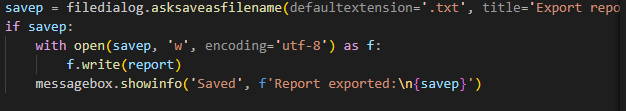 savep = filedialog.asksaveasfilename(defaultextension='.txt', title='Export repo
if savep:
with open(savep, 'w', encoding='utf-8') as f:
f.write(report)
messagebox.showinfo('Saved', f'Report exported:\n{savep}')